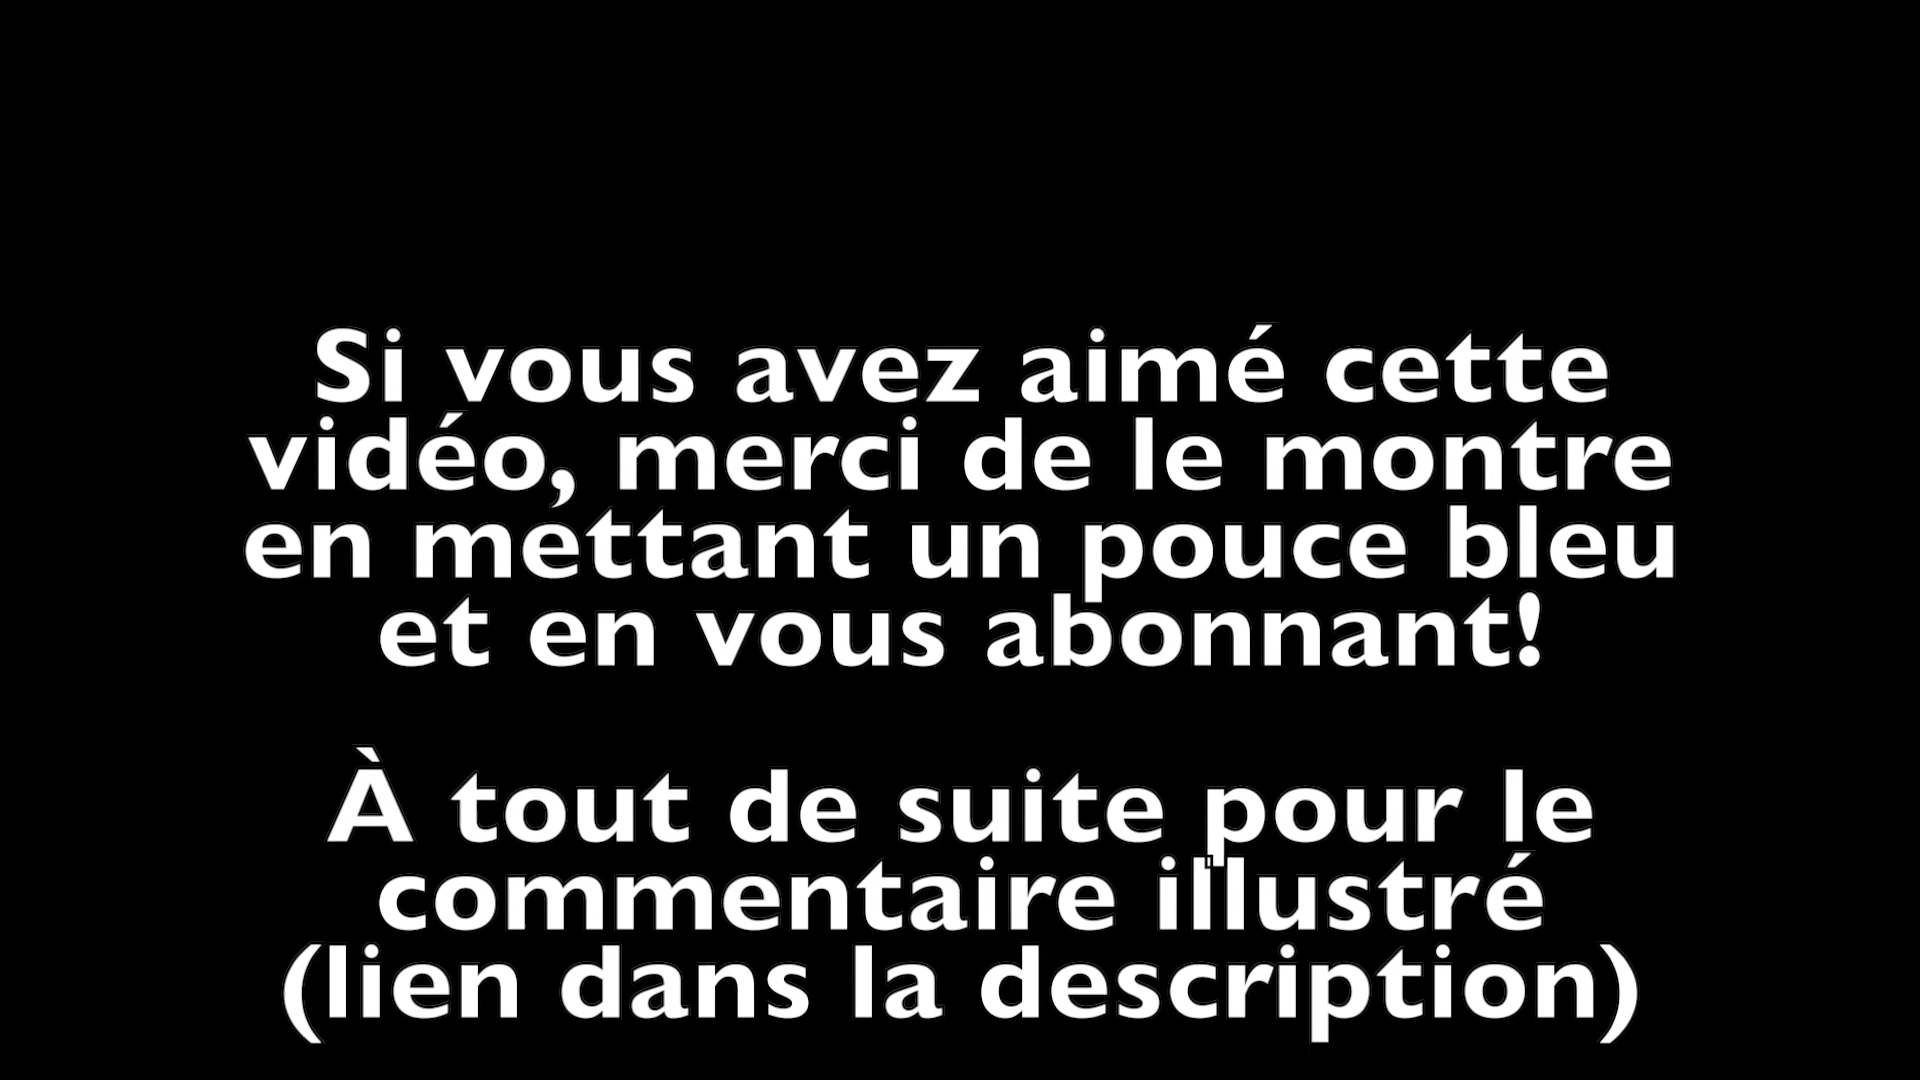 Si vous avez aimé cette
vidéo, merci de le montre
en mettant un pouce bleu
et en vous abonnant!
À tout de suite pour le
commentaire illustré
(lien dans la description)